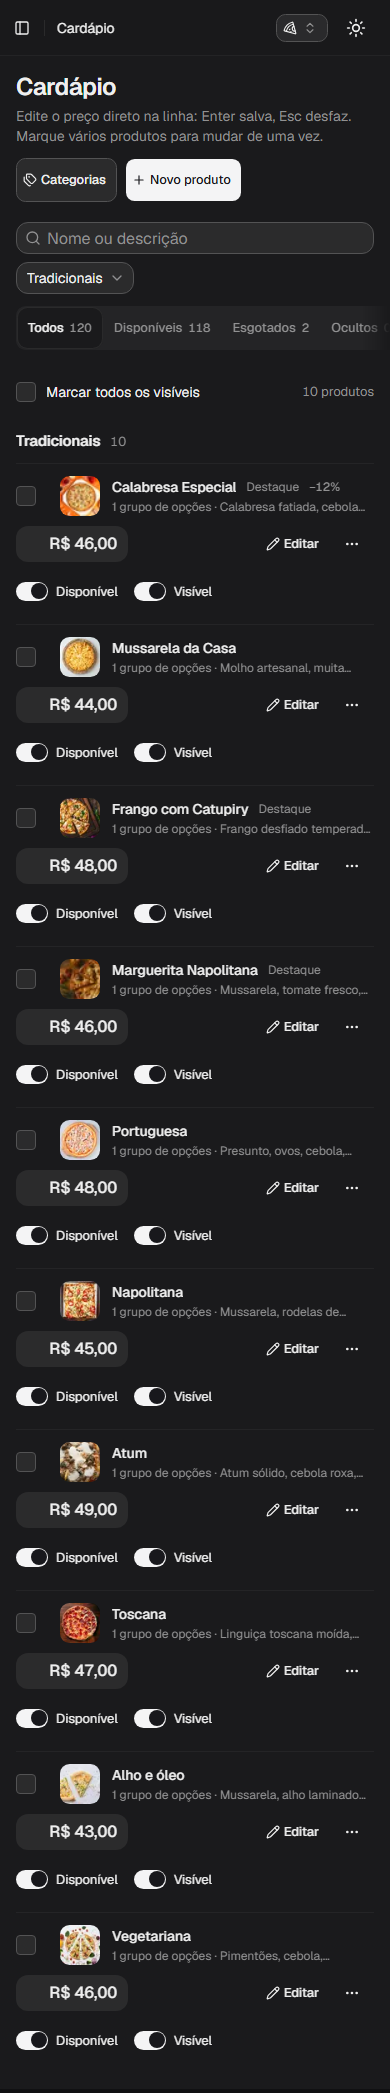 Cardápio
Cardápio
Edite o preço direto na linha: Enter salva, Esc desfaz.
Marque vários produtos para mudar de uma vez.
Categorias
Novo produto
Nome ou descrição
Tradicionais
Todos 120 Disponíveis 118 Esgotados 2 Ocultos
Marcar todos os visíveis 10 produtos
Tradicionais 10
Calabresa Especial Destaque −12%
1 grupo de opções · Calabresa fatiada, cebola…
R$ 46,00 Editar
Disponível Visível
Mussarela da Casa
1 grupo de opções · Molho artesanal, muita…
R$ 44,00 Editar
Disponível Visível
Frango com Catupiry Destaque
1 grupo de opções · Frango desfiado temperad…
R$ 48,00 Editar
Disponível Visível
Marguerita Napolitana Destaque
1 grupo de opções · Mussarela, tomate fresco,…
R$ 46,00 Editar
Disponível Visível
Portuguesa
1 grupo de opções · Presunto, ovos, cebola,…
R$ 48,00 Editar
Disponível Visível
Napolitana
1 grupo de opções · Mussarela, rodelas de…
R$ 45,00 Editar
Disponível Visível
Atum
1 grupo de opções · Atum sólido, cebola roxa,…
R$ 49,00 Editar
Disponível Visível
Toscana
1 grupo de opções · Linguiça toscana moída,…
R$ 47,00 Editar
Disponível Visível
Alho e óleo
1 grupo de opções · Mussarela, alho laminado…
R$ 43,00 Editar
Disponível Visível
Vegetariana
1 grupo de opções · Pimentões, cebola,…
R$ 46,00 Editar
Disponível Visível